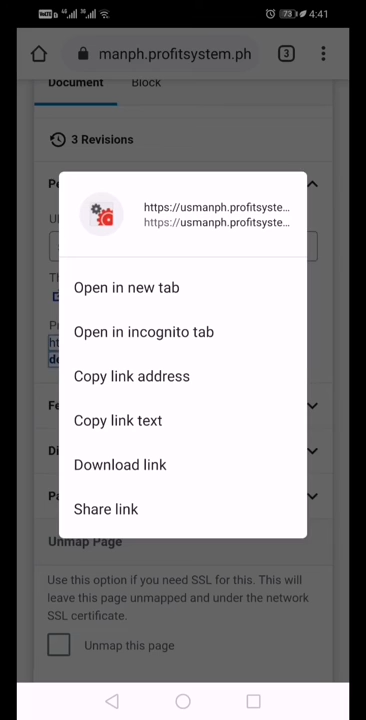 4:41
73
manph.profitsystem.ph
3
Document
Block
3 Revisions
https://usmanph.profitsyste...
https://usmanph.profitsyste...
Open in new tab
Open in incognito tab
Copy link address
Copy link text
Download link
Share link
Unmap Page
Use this option if you need SSL for this. This will
leave this page unmapped and under the network
SSL certificate.
Unmap this page